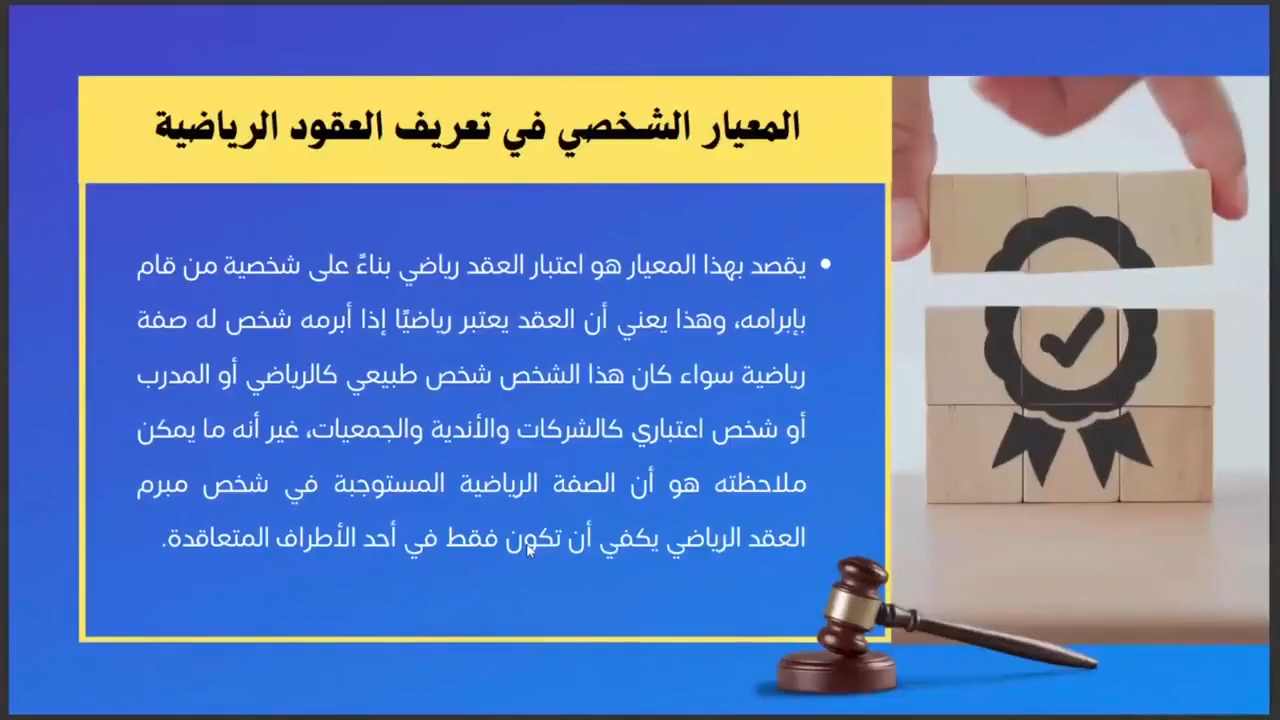 المعيار الشخصي في تعريف العقود الرياضية
• يقصد بهذا المعيار هو اعتبار العقد رياضي بناءً على شخصية من قام
بإبرامه، وهذا يعني أن العقد يعتبر رياضيًا إذا أبرمه شخص له صفة
رياضية سواء كان هذا الشخص شخص طبيعي كالرياضي أو المدرب
أو شخص اعتباري كالشركات والأندية والجمعيات، غير أنه ما يمكن
ملاحظته هو أن الصفة الرياضية المستوجبة في شخص مبرم
العقد الرياضي يكفي أن تكون فقط في أحد الأطراف المتعاقدة.